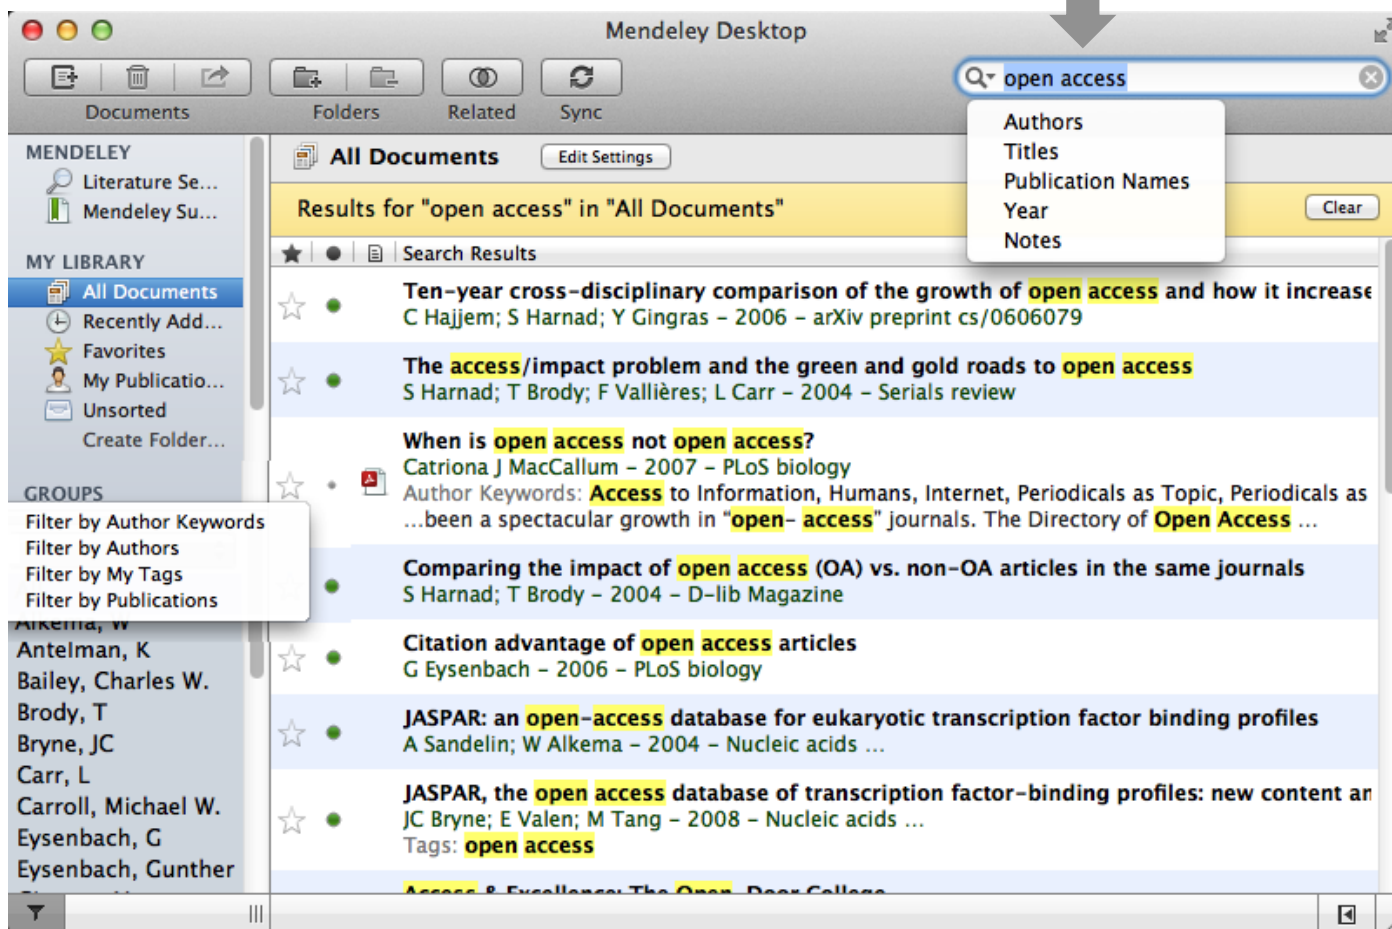 Mendeley Desktop
open access
Documents
Folders
Related
Sync
Authors
Titles
Publication Names
Year
Notes
MENDELEY
Literature Se...
Mendeley Su...
MY LIBRARY
All Documents
Recently Add...
Favorites
My Publicatio...
Unsorted
Create Folder...
GROUPS
Filter by Author Keywords
Filter by Authors
Filter by My Tags
Filter by Publications
Alkema, W
Antelman, K
Bailey, Charles W.
Brody, T
Bryne, JC
Carr, L
Carroll, Michael W.
Eysenbach, G
Eysenbach, Gunther
All Documents
Edit Settings
Results for "open access" in "All Documents"
Clear
Search Results
Ten-year cross-disciplinary comparison of the growth of open access and how it increase
C Hajjem; S Harnad; Y Gingras – 2006 – arXiv preprint cs/0606079
The access/impact problem and the green and gold roads to open access
S Harnad; T Brody; F Vallières; L Carr – 2004 – Serials review
When is open access not open access?
Catriona J MacCallum – 2007 – PLoS biology
Author Keywords: Access to Information, Humans, Internet, Periodicals as Topic, Periodicals as
...been a spectacular growth in “open- access” journals. The Directory of Open Access ...
Comparing the impact of open access (OA) vs. non-OA articles in the same journals
S Harnad; T Brody – 2004 – D-lib Magazine
Citation advantage of open access articles
G Eysenbach – 2006 – PLoS biology
JASPAR: an open-access database for eukaryotic transcription factor binding profiles
A Sandelin; W Alkema – 2004 – Nucleic acids ...
JASPAR, the open access database of transcription factor-binding profiles: new content an
JC Bryne; E Valen; M Tang – 2008 – Nucleic acids ...
Tags: open access
Access & Excellence: The Open Door College